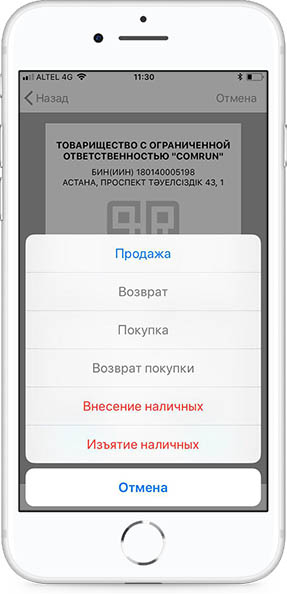 ALTEL 4G 11:30
Назад Отмена
ТОВАРИЩЕСТВО С ОГРАНИЧЕННОЙ
ОТВЕТСТВЕННОСТЬЮ "COMRUN"
БИН(ИИН) 180140005198
АСТАНА, ПРОСПЕКТ ТӘУЕЛСІЗДІК 43, 1
Продажа
Возврат
Покупка
Возврат покупки
Внесение наличных
Изъятие наличных
Отмена